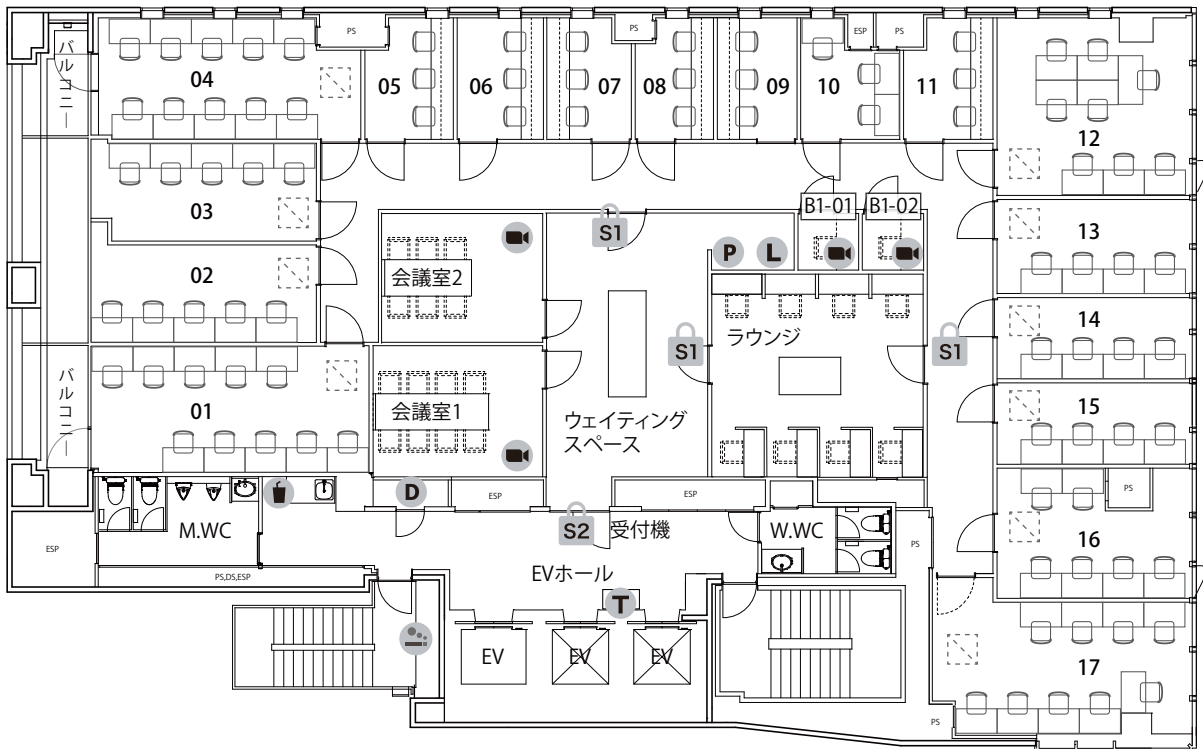 PS
PS
ESP
PS
バルコニー
04
05
06
07
08
09
10
11
12
03
B1-01
B1-02
S1
P
L
13
02
会議室2
S1
ラウンジ
S1
14
バルコニー
01
会議室1
ウェイティング
スペース
15
D
ESP
ESP
PS
M.WC
S2
受付機
W.WC
16
ESP
PS
PS,DS,ESP
EVホール
T
EV
EV
EV
17
PS